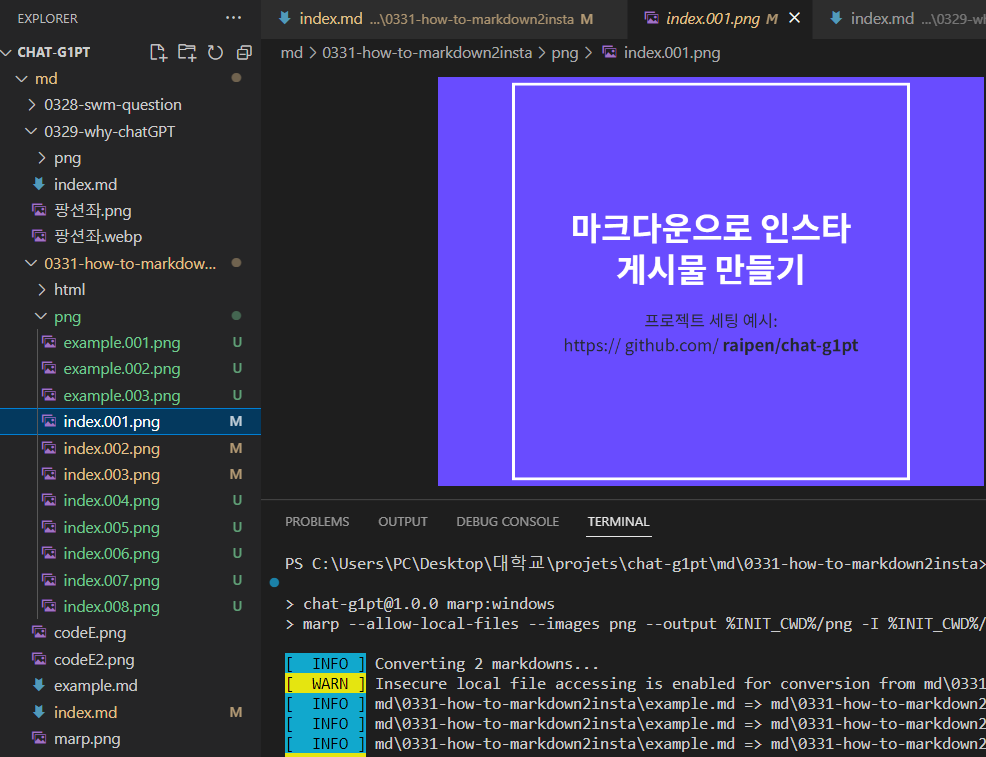 EXPLORER
CHAT-G1PT
md
0328-swm-question
0329-why-chatGPT
png
index.md
팡션좌.png
팡션좌.webp
0331-how-to-markdow...
html
png
example.001.png U
example.002.png U
example.003.png U
index.001.png M
index.002.png M
index.003.png M
index.004.png U
index.005.png U
index.006.png U
index.007.png U
index.008.png U
codeE.png
codeE2.png
example.md
index.md M
marp.png
index.md ...\0331-how-to-markdown2insta M
index.001.png M
index.md ...\0329-wh
md > 0331-how-to-markdown2insta > png > index.001.png
마크다운으로 인스타
게시물 만들기
프로젝트 세팅 예시:
https:// github.com/ raipen/chat-g1pt
PROBLEMS OUTPUT DEBUG CONSOLE TERMINAL
PS C:\Users\PC\Desktop\대학교\projets\chat-g1pt\md\0331-how-to-markdown2insta>
> chat-g1pt@1.0.0 marp:windows
> marp --allow-local-files --images png --output %INIT_CWD%/png -I %INIT_CWD%/
[ INFO ] Converting 2 markdowns...
[ WARN ] Insecure local file accessing is enabled for conversion from md\0331
[ INFO ] md\0331-how-to-markdown2insta\example.md => md\0331-how-to-markdown2
[ INFO ] md\0331-how-to-markdown2insta\example.md => md\0331-how-to-markdown2
[ INFO ] md\0331-how-to-markdown2insta\example.md => md\0331-how-to-markdown2